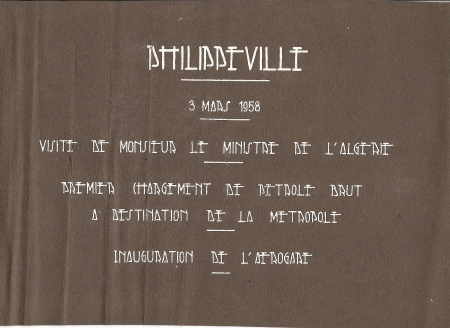 PHILIPPEVILLE
3 MARS 1958
VISITE DE MONSIEUR LE MINISTRE DE L'ALGERIE
PREMIER CHARGEMENT DE PETROLE BRUT
A DESTINATION DE LA METROPOLE
INAUGURATION DE L'AEROGARE